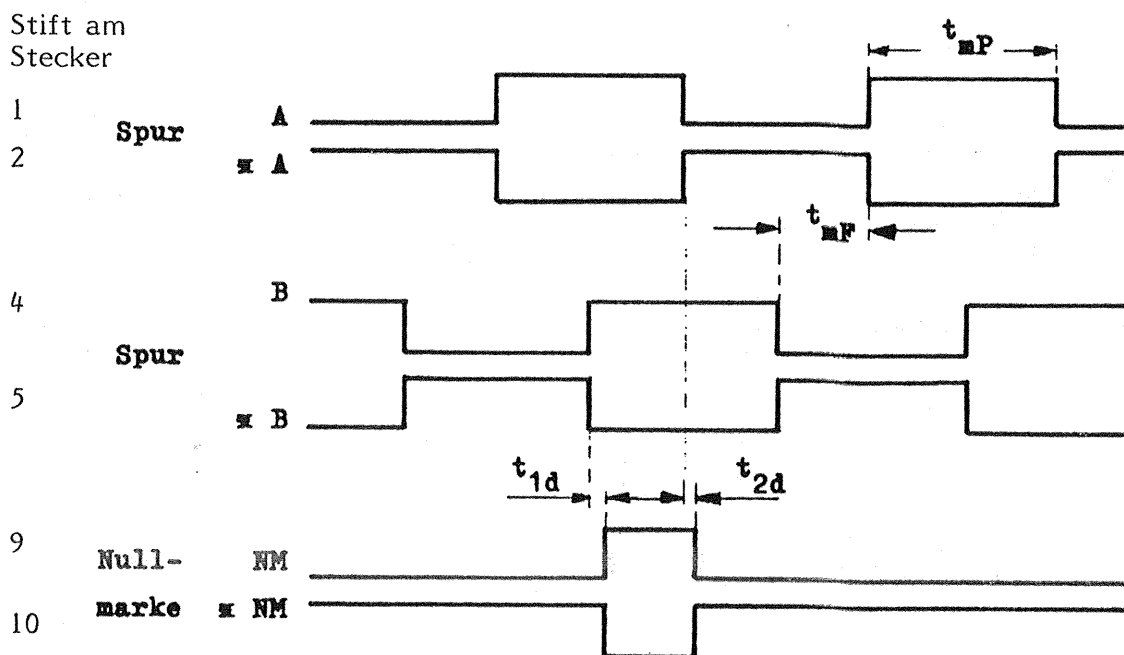 Stift am
Stecker
t_mP
1
Spur A
2
x A
t_mF
4
B
Spur
5
x B
t_1d t_2d
9
Null- NM
marke x NM
10